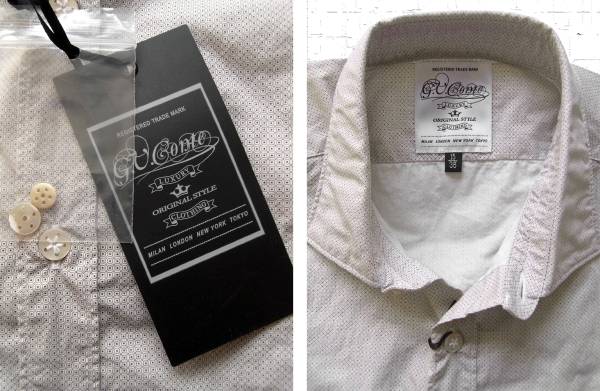 REGISTERED TRADE MARK
G.V. Conte
LUXURY
ORIGINAL STYLE
CLOTHING
MILAN LONDON NEW YORK TOKYO
REGISTERED TRADE MARK
G.V. Conte
LUXURY
ORIGINAL STYLE
CLOTHING
MILAN LONDON NEW YORK TOKYO